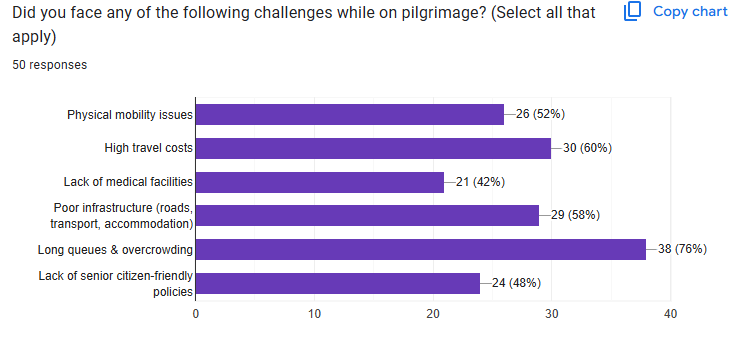 Did you face any of the following challenges while on pilgrimage? (Select all that
apply)
Copy chart
50 responses
Physical mobility issues
26 (52%)
High travel costs
30 (60%)
Lack of medical facilities
21 (42%)
Poor infrastructure (roads,
transport, accommodation)
29 (58%)
Long queues & overcrowding
38 (76%)
Lack of senior citizen-friendly
policies
24 (48%)
0 10 20 30 40